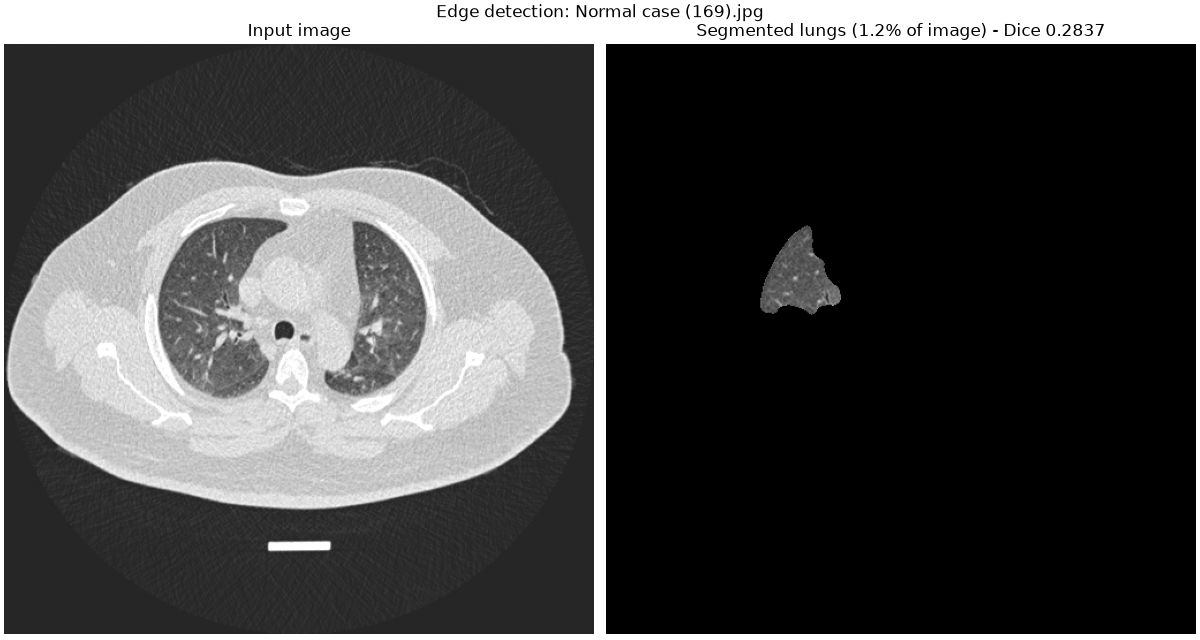 Edge detection: Normal case (169).jpg
Input image
Segmented lungs (1.2% of image) - Dice 0.2837